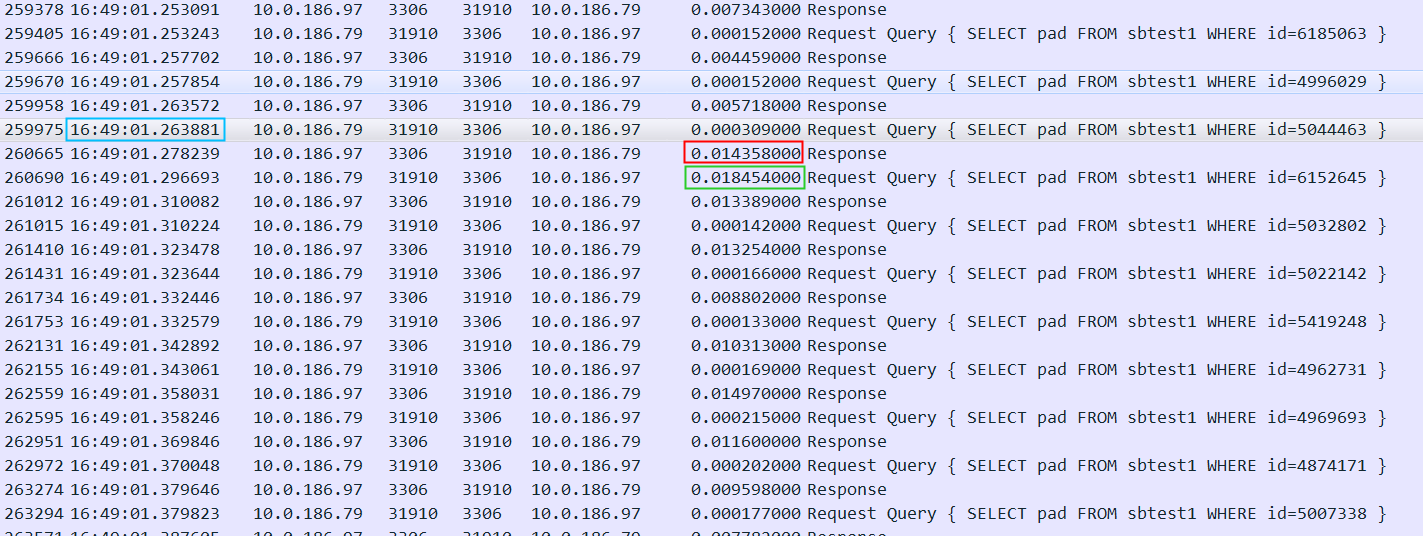 259378 16:49:01.253091 10.0.186.97 3306 31910 10.0.186.79 0.007343000 Response
259405 16:49:01.253243 10.0.186.79 31910 3306 10.0.186.97 0.000152000 Request Query { SELECT pad FROM sbtest1 WHERE id=6185063 }
259666 16:49:01.257702 10.0.186.97 3306 31910 10.0.186.79 0.004459000 Response
259670 16:49:01.257854 10.0.186.79 31910 3306 10.0.186.97 0.000152000 Request Query { SELECT pad FROM sbtest1 WHERE id=4996029 }
259958 16:49:01.263572 10.0.186.97 3306 31910 10.0.186.79 0.005718000 Response
259975 16:49:01.263881 10.0.186.79 31910 3306 10.0.186.97 0.000309000 Request Query { SELECT pad FROM sbtest1 WHERE id=5044463 }
260665 16:49:01.278239 10.0.186.97 3306 31910 10.0.186.79 0.014358000 Response
260690 16:49:01.296693 10.0.186.79 31910 3306 10.0.186.97 0.018454000 Request Query { SELECT pad FROM sbtest1 WHERE id=6152645 }
261012 16:49:01.310082 10.0.186.97 3306 31910 10.0.186.79 0.013389000 Response
261015 16:49:01.310224 10.0.186.79 31910 3306 10.0.186.97 0.000142000 Request Query { SELECT pad FROM sbtest1 WHERE id=5032802 }
261410 16:49:01.323478 10.0.186.97 3306 31910 10.0.186.79 0.013254000 Response
261431 16:49:01.323644 10.0.186.79 31910 3306 10.0.186.97 0.000166000 Request Query { SELECT pad FROM sbtest1 WHERE id=5022142 }
261734 16:49:01.332446 10.0.186.97 3306 31910 10.0.186.79 0.008802000 Response
261753 16:49:01.332579 10.0.186.79 31910 3306 10.0.186.97 0.000133000 Request Query { SELECT pad FROM sbtest1 WHERE id=5419248 }
262131 16:49:01.342892 10.0.186.97 3306 31910 10.0.186.79 0.010313000 Response
262155 16:49:01.343061 10.0.186.79 31910 3306 10.0.186.97 0.000169000 Request Query { SELECT pad FROM sbtest1 WHERE id=4962731 }
262559 16:49:01.358031 10.0.186.97 3306 31910 10.0.186.79 0.014970000 Response
262595 16:49:01.358246 10.0.186.79 31910 3306 10.0.186.97 0.000215000 Request Query { SELECT pad FROM sbtest1 WHERE id=4969693 }
262951 16:49:01.369846 10.0.186.97 3306 31910 10.0.186.79 0.011600000 Response
262972 16:49:01.370048 10.0.186.79 31910 3306 10.0.186.97 0.000202000 Request Query { SELECT pad FROM sbtest1 WHERE id=4874171 }
263274 16:49:01.379646 10.0.186.97 3306 31910 10.0.186.79 0.009598000 Response
263294 16:49:01.379823 10.0.186.79 31910 3306 10.0.186.97 0.000177000 Request Query { SELECT pad FROM sbtest1 WHERE id=5007338 }